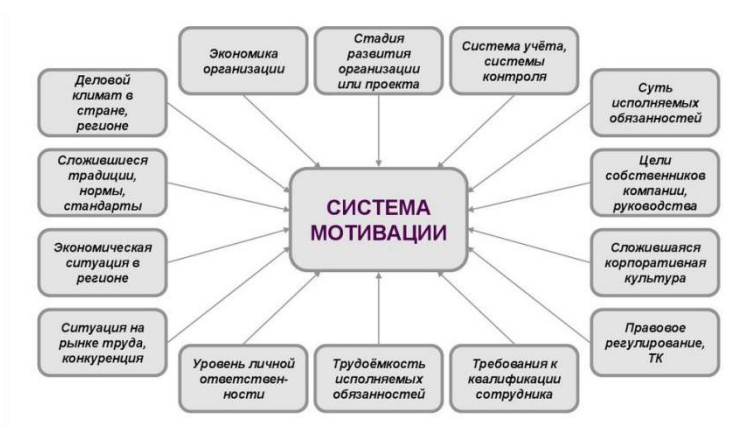 Экономика
организации
Стадия
развития
организации
или проекта
Система учёта,
системы
контроля
Деловой
климат в
стране,
регионе
Суть
исполняемых
обязанностей
Сложившиеся
традиции,
нормы,
стандарты
СИСТЕМА
МОТИВАЦИИ
Цели
собственников
компании,
руководства
Экономическая
ситуация в
регионе
Сложившаяся
корпоративная
культура
Ситуация на
рынке труда,
конкуренция
Правовое
регулирование,
ТК
Уровень личной
ответствен-
ности
Трудоёмкость
исполняемых
обязанностей
Требования к
квалификации
сотрудника